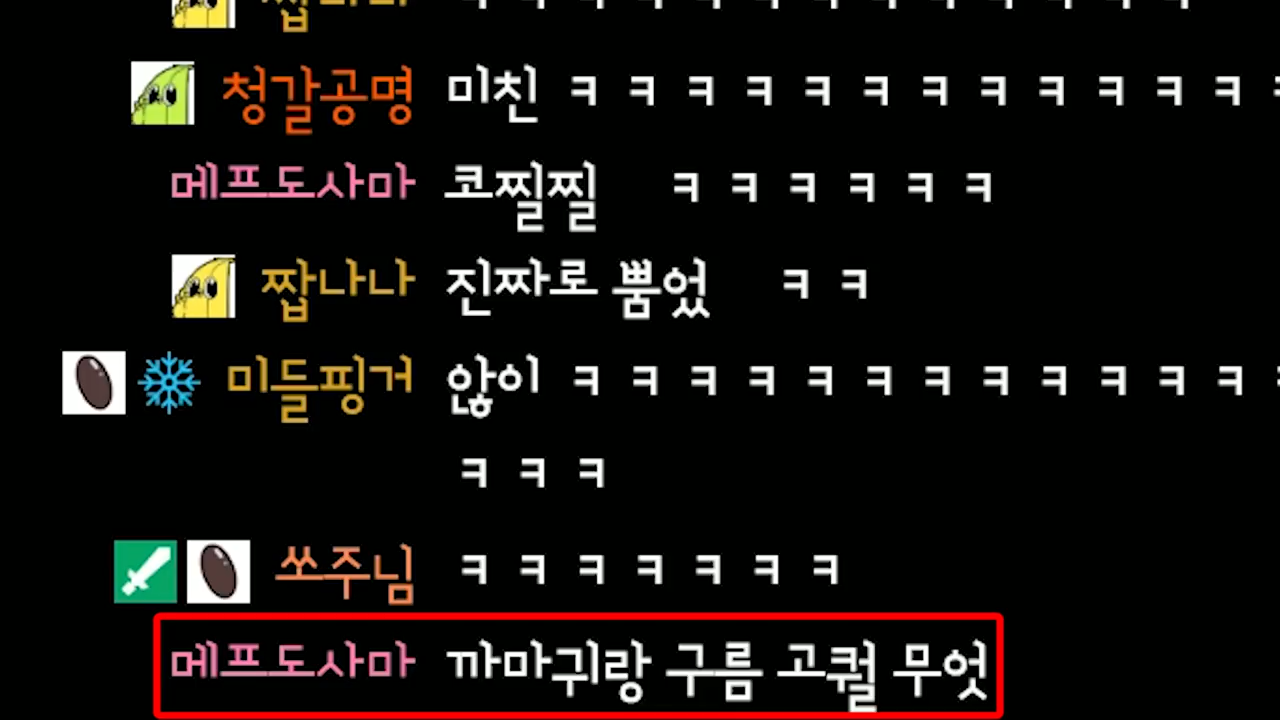 청갈공명 미친 ㅋㅋㅋㅋㅋㅋㅋㅋㅋㅋㅋㅋ
메프도사마 코찔찔 ㅋㅋㅋㅋㅋㅋ
짭나나 진짜로 뿜었 ㅋㅋ
미들핑거 않이 ㅋㅋㅋㅋㅋㅋㅋㅋㅋㅋㅋㅋ
ㅋㅋㅋ
쏘주님 ㅋㅋㅋㅋㅋㅋㅋ
메프도사마 까마귀랑 구름 고퀄 무엇